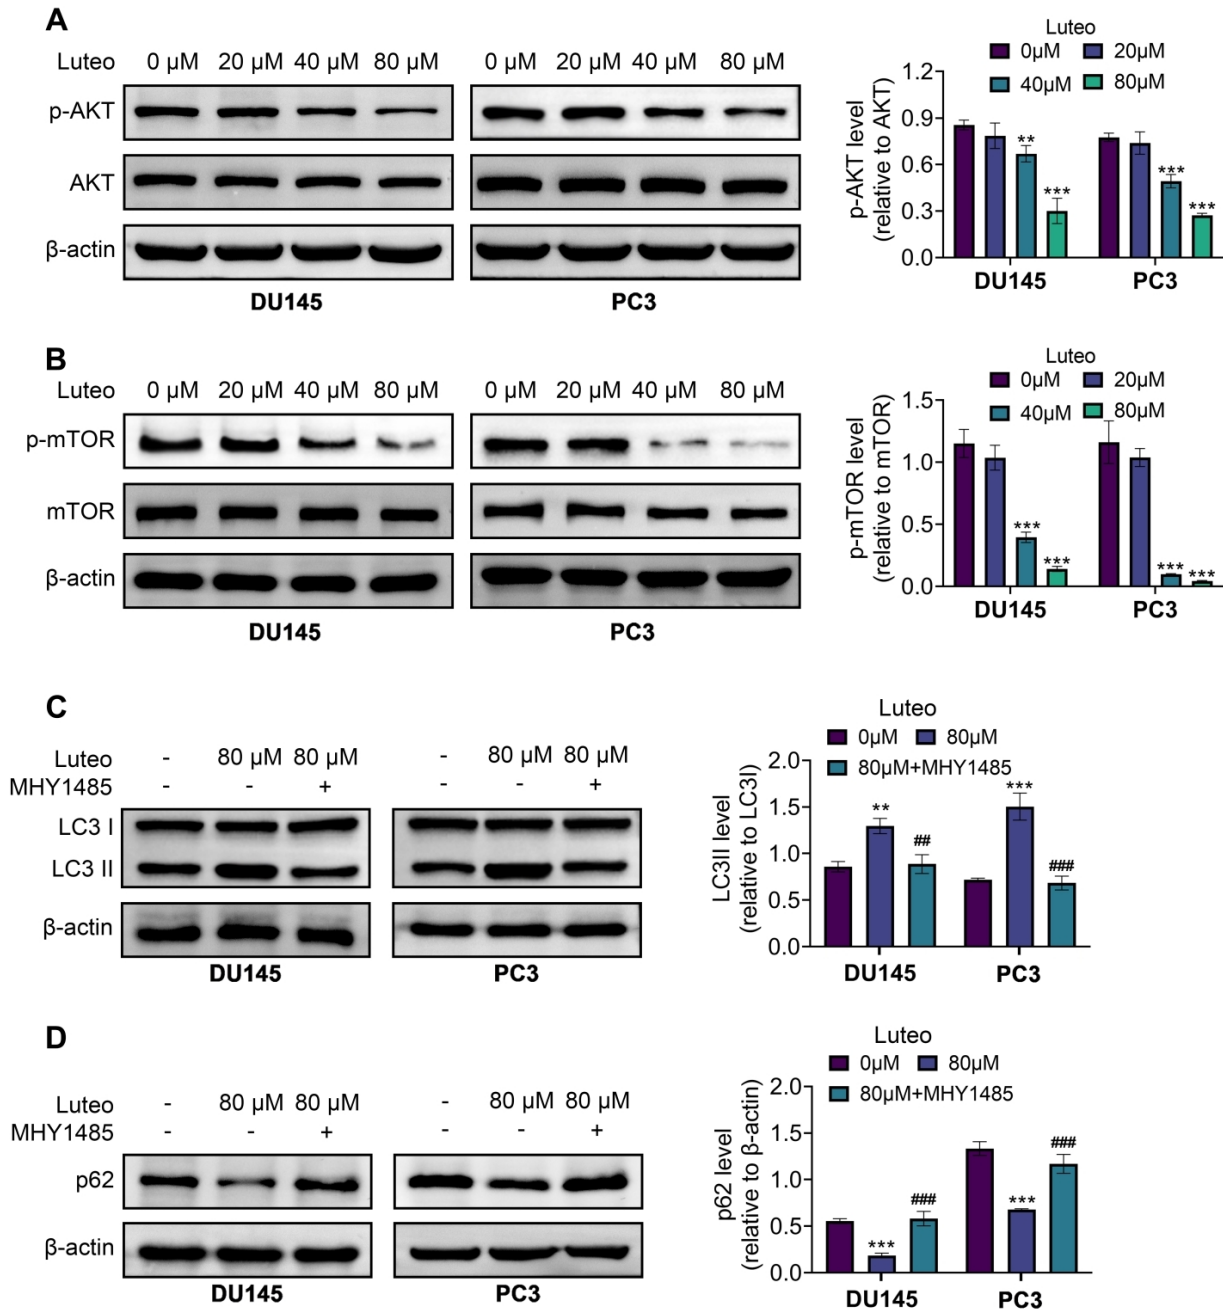 A
Luteo 0 µM 20 µM 40 µM 80 µM 0 µM 20 µM 40 µM 80 µM
p-AKT
AKT
β-actin
DU145 PC3
Luteo
0µM 20µM
40µM 80µM
p-AKT level
(relative to AKT)
1.2
0.9
0.6
0.3
0.0
** *** *** ***
DU145 PC3
B
Luteo 0 µM 20 µM 40 µM 80 µM 0 µM 20 µM 40 µM 80 µM
p-mTOR
mTOR
β-actin
DU145 PC3
Luteo
0µM 20µM
40µM 80µM
p-mTOR level
(relative to mTOR)
1.5
1.0
0.5
0.0
*** *** *** ***
DU145 PC3
C
Luteo - 80 µM 80 µM - 80 µM 80 µM
MHY1485 - - + - - +
LC3 I
LC3 II
β-actin
DU145 PC3
Luteo
0µM 80µM
80µM+MHY1485
LC3II level
(relative to LC3I)
2.0
1.5
1.0
0.5
0.0
** ## *** ###
DU145 PC3
D
Luteo - 80 µM 80 µM - 80 µM 80 µM
MHY1485 - - + - - +
p62
β-actin
DU145 PC3
Luteo
0µM 80µM
80µM+MHY1485
p62 level
(relative to β-actin)
2.0
1.5
1.0
0.5
0.0
*** ### *** ###
DU145 PC3